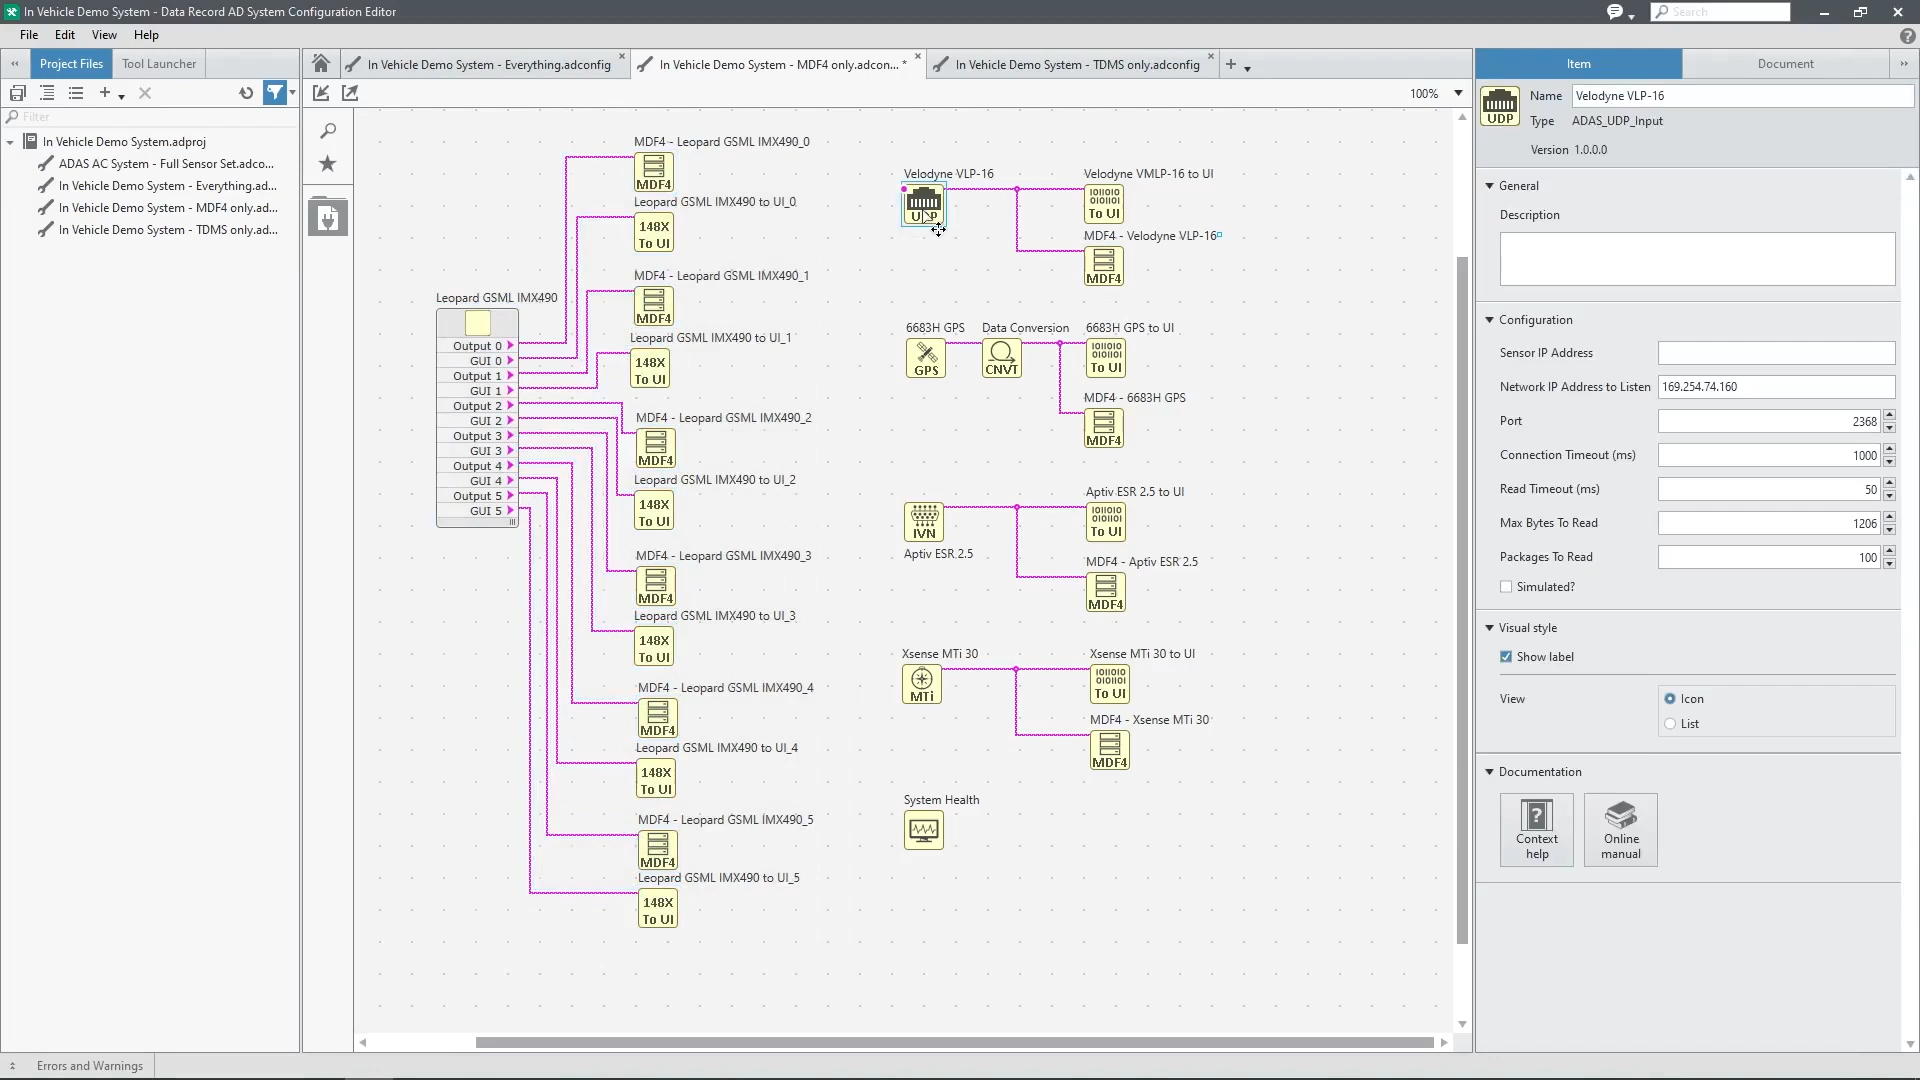 In Vehicle Demo System - Data Record AD System Configuration Editor
Search
File Edit View Help
Project Files
Tool Launcher
Filter
In Vehicle Demo System.adproj
ADAS AC System - Full Sensor Set.adco...
In Vehicle Demo System - Everything.ad...
In Vehicle Demo System - MDF4 only.ad...
In Vehicle Demo System - TDMS only.ad...
In Vehicle Demo System - Everything.adconfig
In Vehicle Demo System - MDF4 only.adcon... *
In Vehicle Demo System - TDMS only.adconfig
100%
Leopard GSML IMX490
Output 0
GUI 0
Output 1
GUI 1
Output 2
GUI 2
Output 3
GUI 3
Output 4
GUI 4
Output 5
GUI 5
MDF4 - Leopard GSML IMX490_0
MDF4
Leopard GSML IMX490 to UI_0
148X
To UI
MDF4 - Leopard GSML IMX490_1
MDF4
Leopard GSML IMX490 to UI_1
148X
To UI
MDF4 - Leopard GSML IMX490_2
MDF4
Leopard GSML IMX490 to UI_2
148X
To UI
MDF4 - Leopard GSML IMX490_3
MDF4
Leopard GSML IMX490 to UI_3
148X
To UI
MDF4 - Leopard GSML IMX490_4
MDF4
Leopard GSML IMX490 to UI_4
148X
To UI
MDF4 - Leopard GSML IMX490_5
MDF4
Leopard GSML IMX490 to UI_5
148X
To UI
Velodyne VLP-16
UDP
Velodyne VMLP-16 to UI
To UI
MDF4 - Velodyne VLP-16
MDF4
6683H GPS
GPS
Data Conversion
CNVT
6683H GPS to UI
To UI
MDF4 - 6683H GPS
MDF4
IVN
Aptiv ESR 2.5
Aptiv ESR 2.5 to UI
To UI
MDF4 - Aptiv ESR 2.5
MDF4
Xsense MTi 30
MTi
Xsense MTi 30 to UI
To UI
MDF4 - Xsense MTi 30
MDF4
System Health
Item
Document
UDP
Name Velodyne VLP-16
Type ADAS_UDP_Input
Version 1.0.0.0
General
Description
Configuration
Sensor IP Address
Network IP Address to Listen 169.254.74.160
Port 2368
Connection Timeout (ms) 1000
Read Timeout (ms) 50
Max Bytes To Read 1206
Packages To Read 100
Simulated?
Visual style
Show label
View
Icon
List
Documentation
Context
help
Online
manual
Errors and Warnings